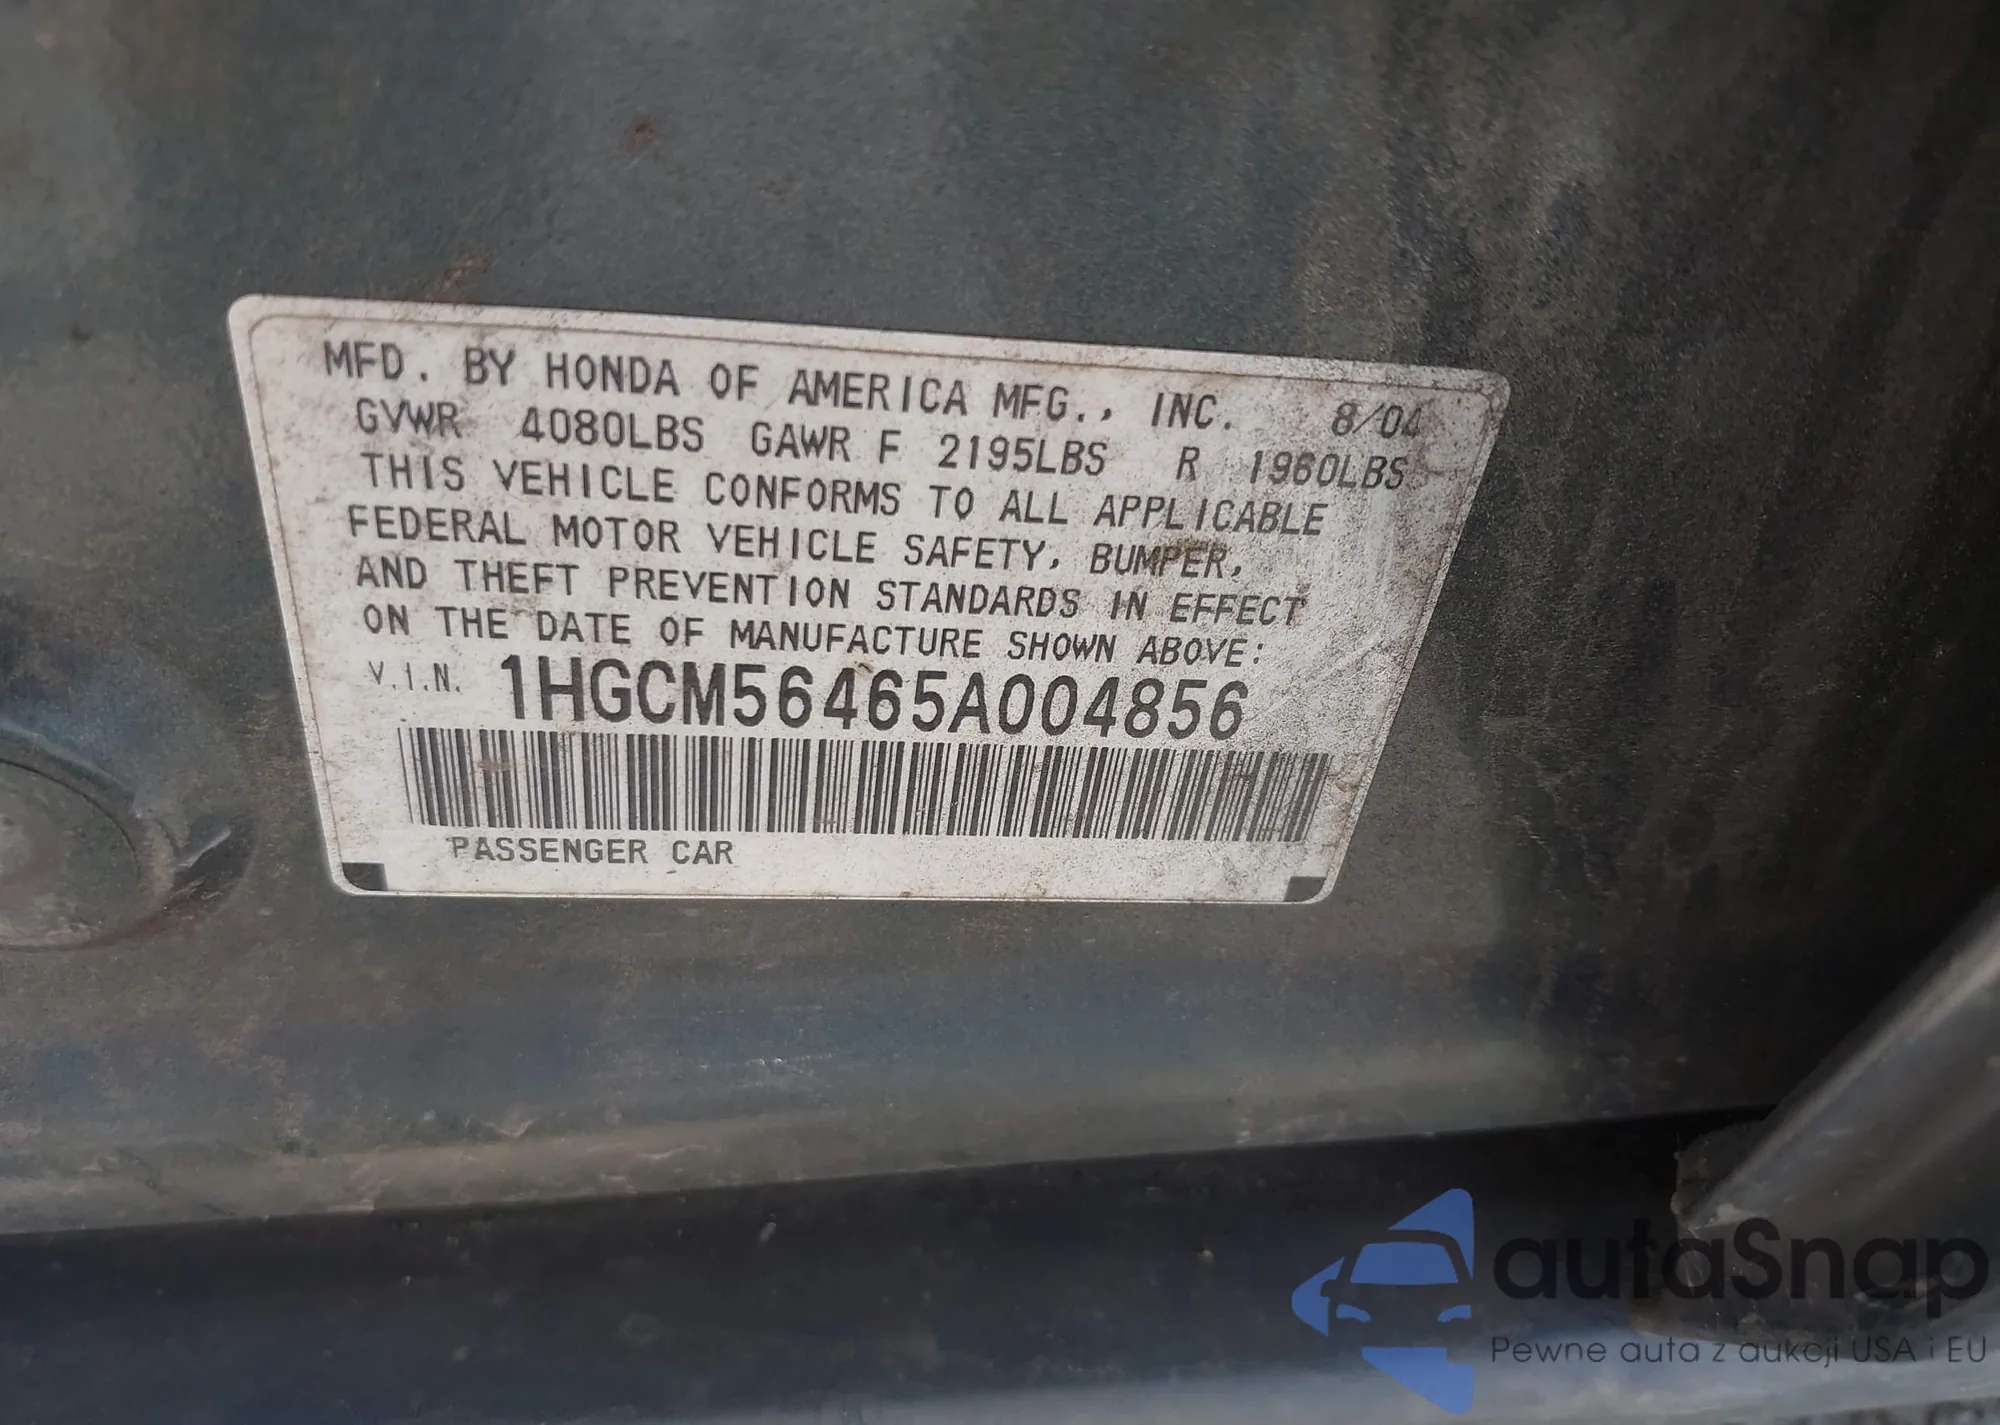 MFD. BY HONDA OF AMERICA MFG., INC. 8/04
GVWR 4080LBS GAWR F 2195LBS R 1960LBS
THIS VEHICLE CONFORMS TO ALL APPLICABLE
FEDERAL MOTOR VEHICLE SAFETY, BUMPER,
AND THEFT PREVENTION STANDARDS IN EFFECT
ON THE DATE OF MANUFACTURE SHOWN ABOVE:
V.I.N. 1HGCM56465A004856
PASSENGER CAR
autaSnap
Pewne auta z aukcji USA i EU